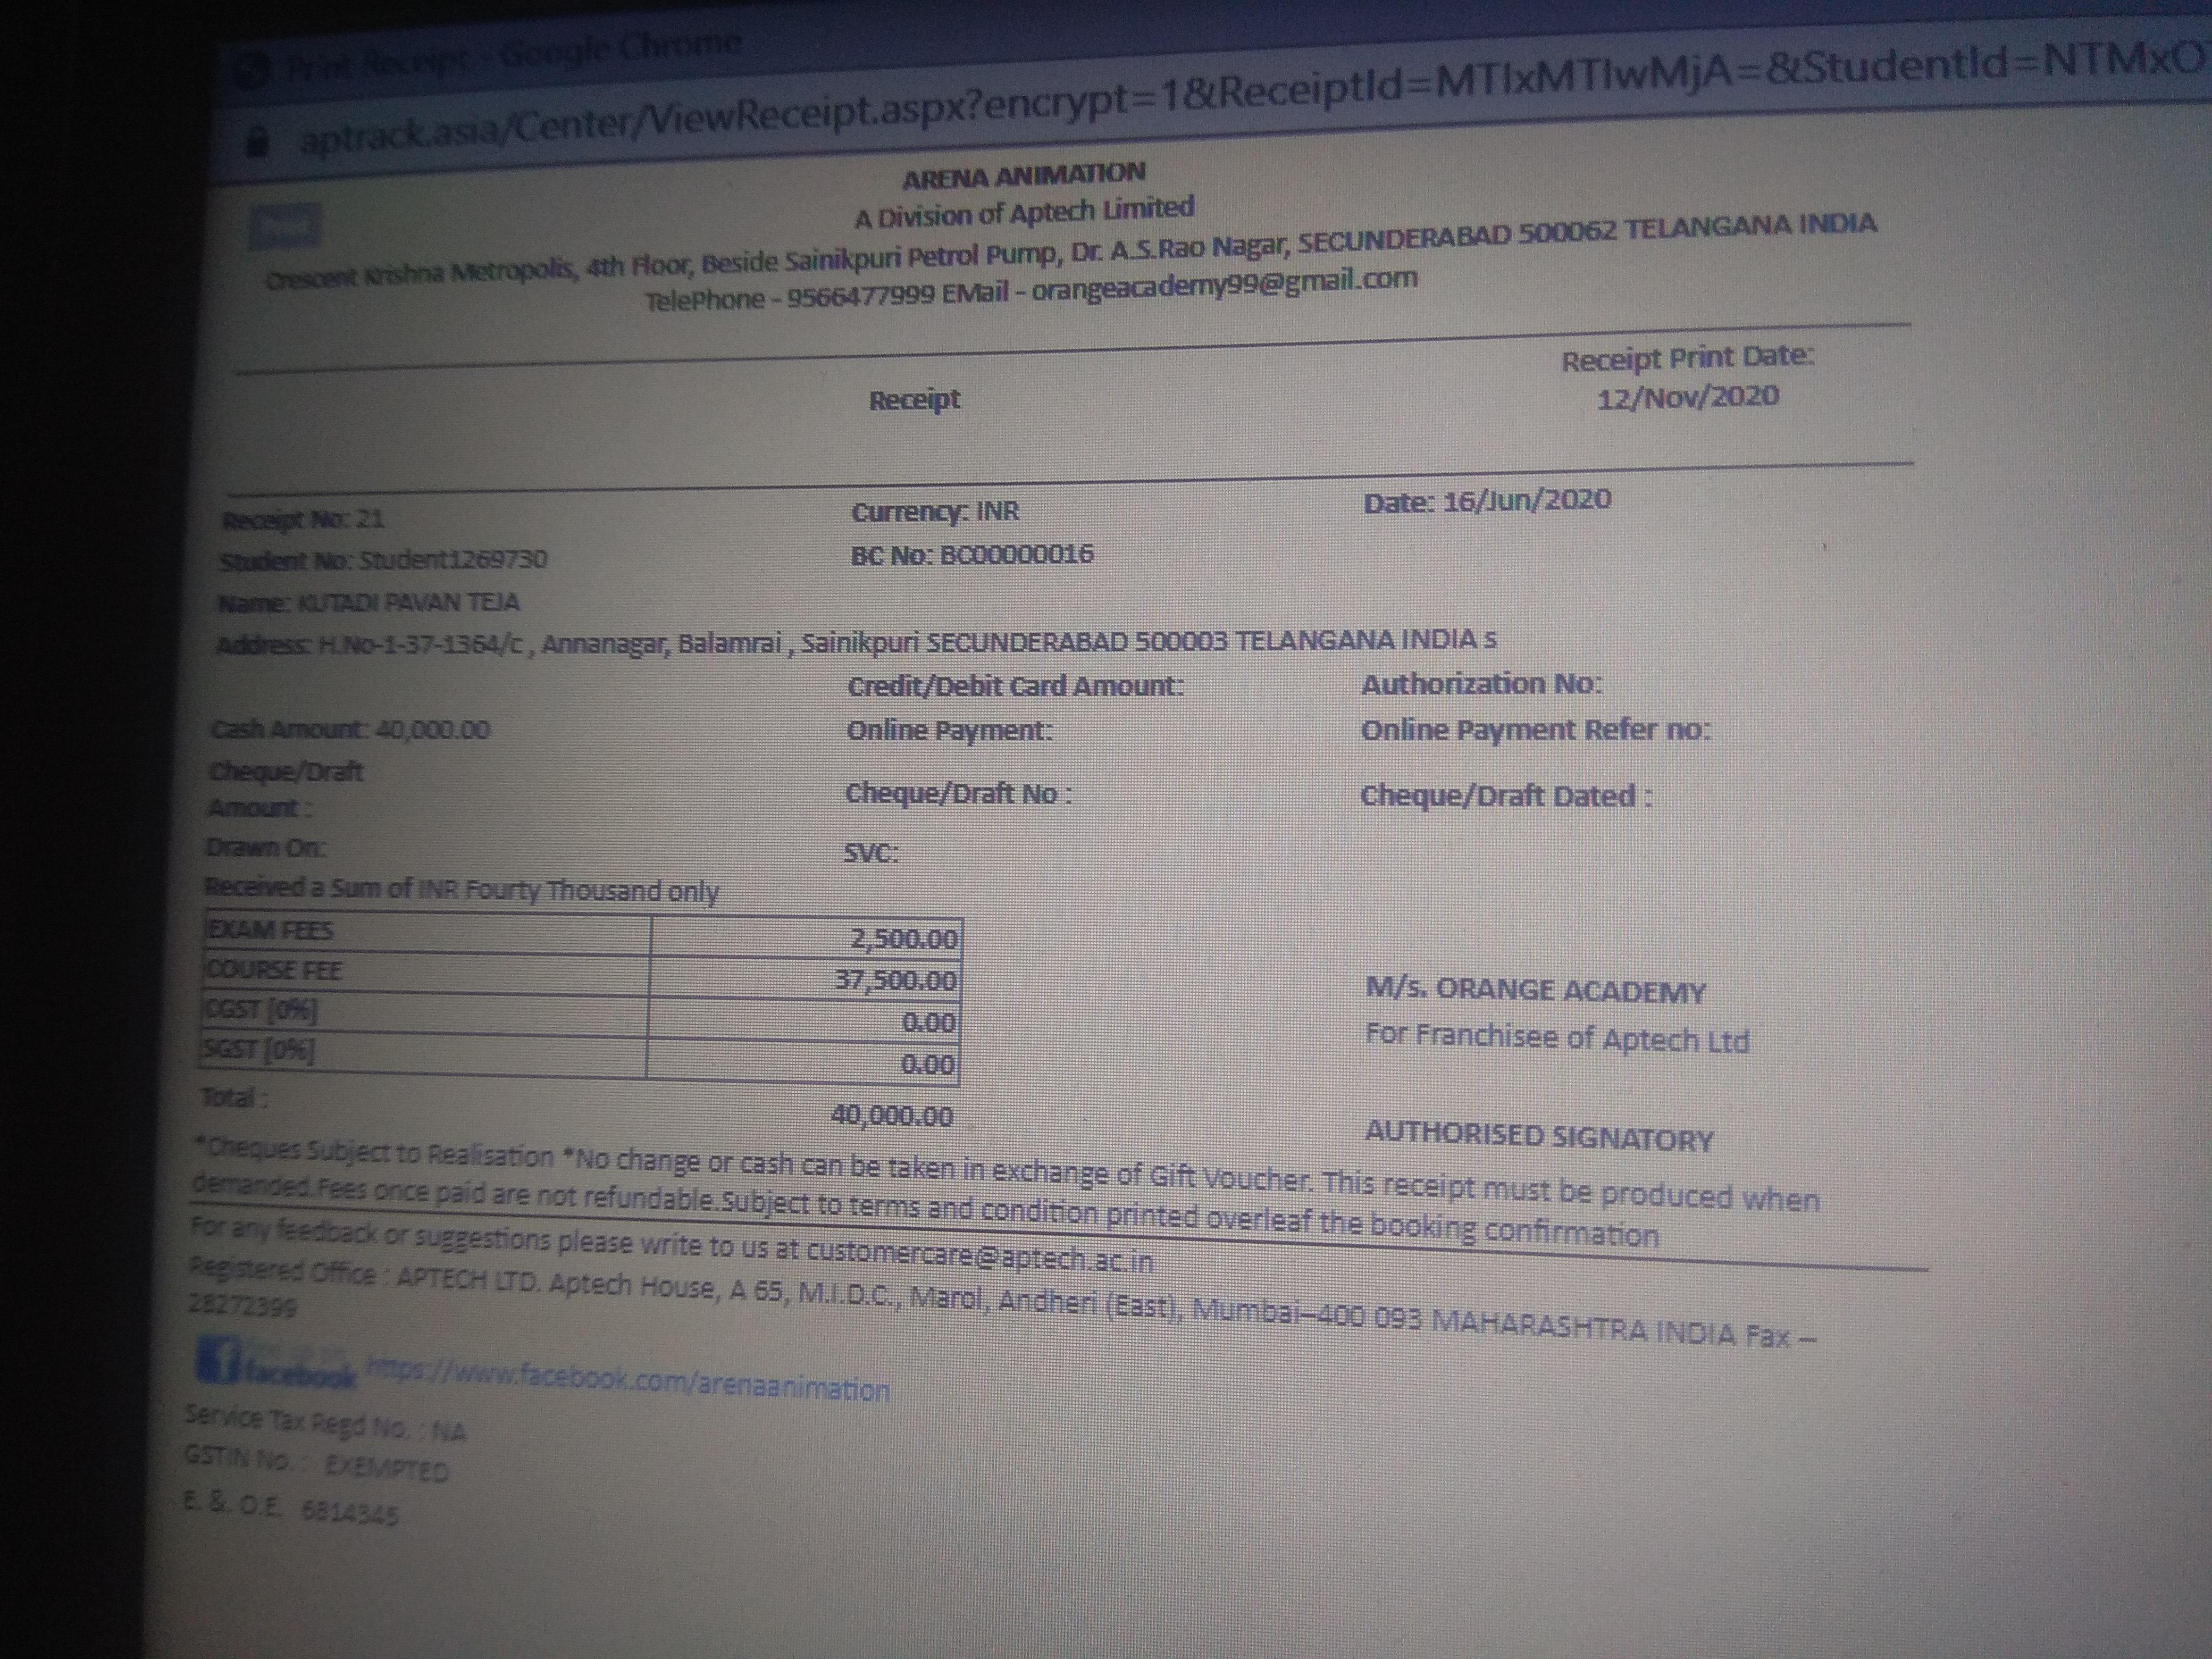 Print Receipt - Google Chrome
aptrack.asia/Center/ViewReceipt.aspx?encrypt=1&ReceiptId=MTIxMTIwMjA=&StudentId=NTMxO
ARENA ANIMATION
A Division of Aptech Limited
Crescent Krishna Metropolis, 4th Floor, Beside Sainikpuri Petrol Pump, Dr. A.S.Rao Nagar, SECUNDERABAD 500062 TELANGANA INDIA
TelePhone - 9566477999 EMail - orangeacademy99@gmail.com
Receipt
Receipt Print Date:
12/Nov/2020
Receipt No: 21 Currency: INR Date: 16/Jun/2020
Student No: Student1269730 BC No: BC00000016
Name: KUTADI PAVAN TEJA
Address: H.No-1-37-1364/c , Annanagar, Balamrai , Sainikpuri SECUNDERABAD 500003 TELANGANA INDIA s
Credit/Debit Card Amount: Authorization No:
Cash Amount: 40,000.00 Online Payment: Online Payment Refer no:
Cheque/Draft
Amount : Cheque/Draft No : Cheque/Draft Dated :
Drawn On: SVC:
Received a Sum of INR Fourty Thousand only
EXAM FEES 2,500.00
COURSE FEE 37,500.00
CGST [0%] 0.00
SGST [0%] 0.00
Total : 40,000.00
M/s. ORANGE ACADEMY
For Franchisee of Aptech Ltd
AUTHORISED SIGNATORY
*Cheques Subject to Realisation *No change or cash can be taken in exchange of Gift Voucher. This receipt must be produced when
demanded.Fees once paid are not refundable.Subject to terms and condition printed overleaf the booking confirmation
For any feedback or suggestions please write to us at customercare@aptech.ac.in
Registered Office : APTECH LTD. Aptech House, A 65, M.I.D.C., Marol, Andheri (East), Mumbai–400 093 MAHARASHTRA INDIA Fax –
28272399
facebook https://www.facebook.com/arenaanimation
Service Tax Regd No. : NA
GSTIN No. : EXEMPTED
E. &. O.E. 6814345